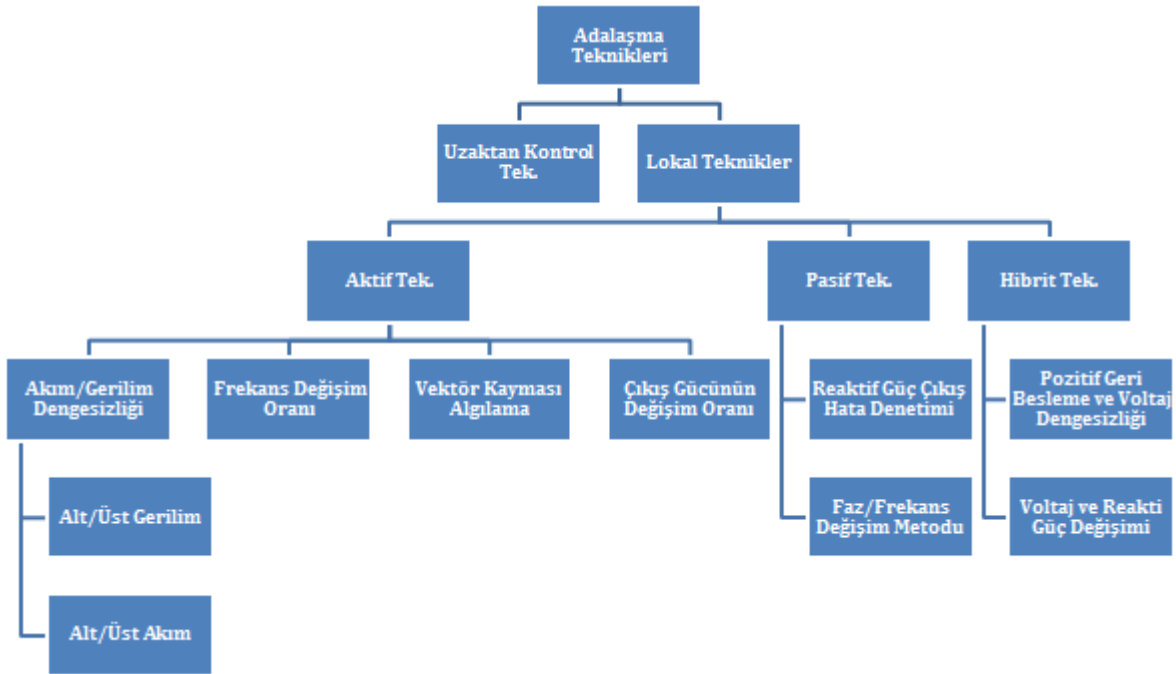 Adalaşma
Teknikleri
Uzaktan Kontrol
Tek.
Lokal Teknikler
Aktif Tek.
Pasif Tek.
Hibrit Tek.
Akım/Gerilim
Dengesizliği
Frekans Değişim
Oranı
Vektör Kayması
Algılama
Çıkış Gücünün
Değişim Oranı
Reaktif Güç Çıkış
Hata Denetimi
Pozitif Geri
Besleme ve Voltaj
Dengesizliği
Alt/Üst Gerilim
Faz/Frekans
Değişim Metodu
Voltaj ve Reakti
Güç Değişimi
Alt/Üst Akım